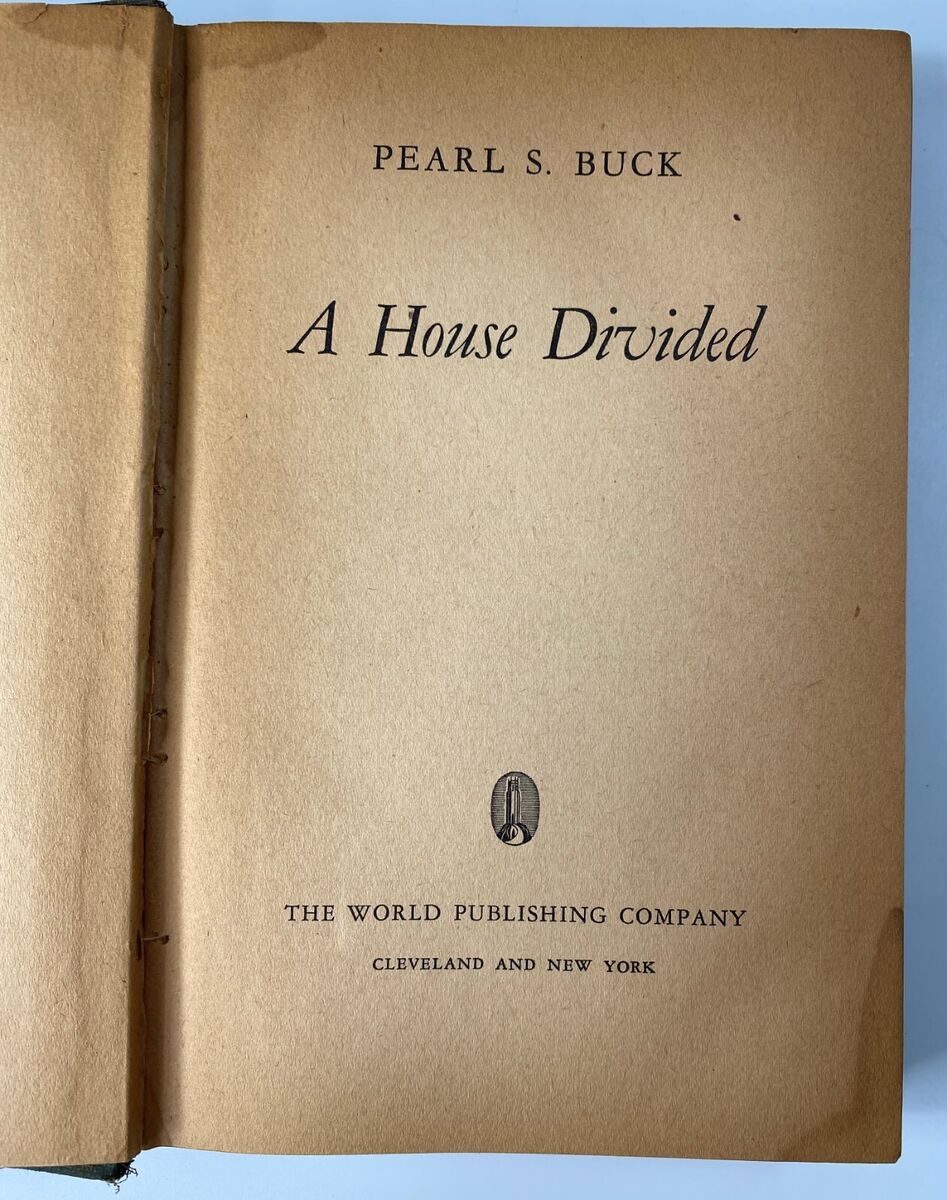 PEARL S. BUCK
A House Divided
THE WORLD PUBLISHING COMPANY
CLEVELAND AND NEW YORK